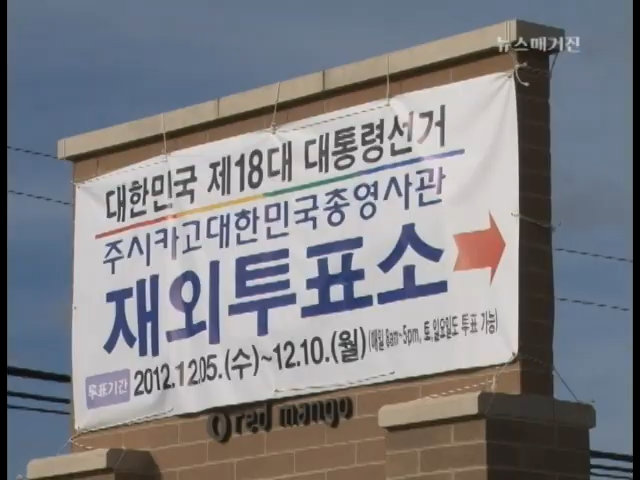 뉴스매거진
대한민국 제18대 대통령선거
주시카고대한민국총영사관
재외투표소
투표기간 2012.12.05.(수)~12.10.(월)(매일 8am~5pm, 토,일요일도 투표 가능)
red mango